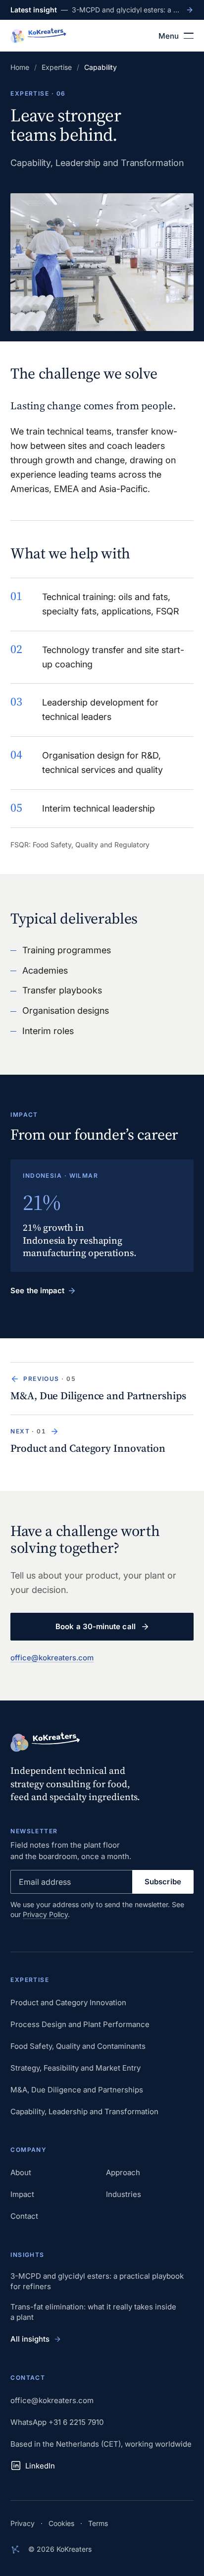 Latest insight — 3-MCPD and glycidyl esters: a ...
KoKreaters
Menu
Home / Expertise / Capability
EXPERTISE · 06
Leave stronger
teams behind.
Capability, Leadership and Transformation
The challenge we solve
Lasting change comes from people.
We train technical teams, transfer know-
how between sites and coach leaders
through growth and change, drawing on
experience leading teams across the
Americas, EMEA and Asia-Pacific.
What we help with
01 Technical training: oils and fats,
specialty fats, applications, FSQR
02 Technology transfer and site start-
up coaching
03 Leadership development for
technical leaders
04 Organisation design for R&D,
technical services and quality
05 Interim technical leadership
FSQR: Food Safety, Quality and Regulatory
Typical deliverables
— Training programmes
— Academies
— Transfer playbooks
— Organisation designs
— Interim roles
IMPACT
From our founder’s career
INDONESIA · WILMAR
21%
21% growth in
Indonesia by reshaping
manufacturing operations.
See the impact →
← PREVIOUS · 05
M&A, Due Diligence and Partnerships
NEXT · 01 →
Product and Category Innovation
Have a challenge worth
solving together?
Tell us about your product, your plant or
your decision.
Book a 30-minute call →
office@kokreaters.com
KoKreaters
Independent technical and
strategy consulting for food,
feed and specialty ingredients.
NEWSLETTER
Field notes from the plant floor
and the boardroom, once a month.
Email address
Subscribe
We use your address only to send the newsletter. See
our Privacy Policy.
EXPERTISE
Product and Category Innovation
Process Design and Plant Performance
Food Safety, Quality and Contaminants
Strategy, Feasibility and Market Entry
M&A, Due Diligence and Partnerships
Capability, Leadership and Transformation
COMPANY
About Approach
Impact Industries
Contact
INSIGHTS
3-MCPD and glycidyl esters: a practical playbook
for refiners
Trans-fat elimination: what it really takes inside
a plant
All insights →
CONTACT
office@kokreaters.com
WhatsApp +31 6 2215 7910
Based in the Netherlands (CET), working worldwide
LinkedIn
Privacy · Cookies · Terms
© 2026 KoKreaters